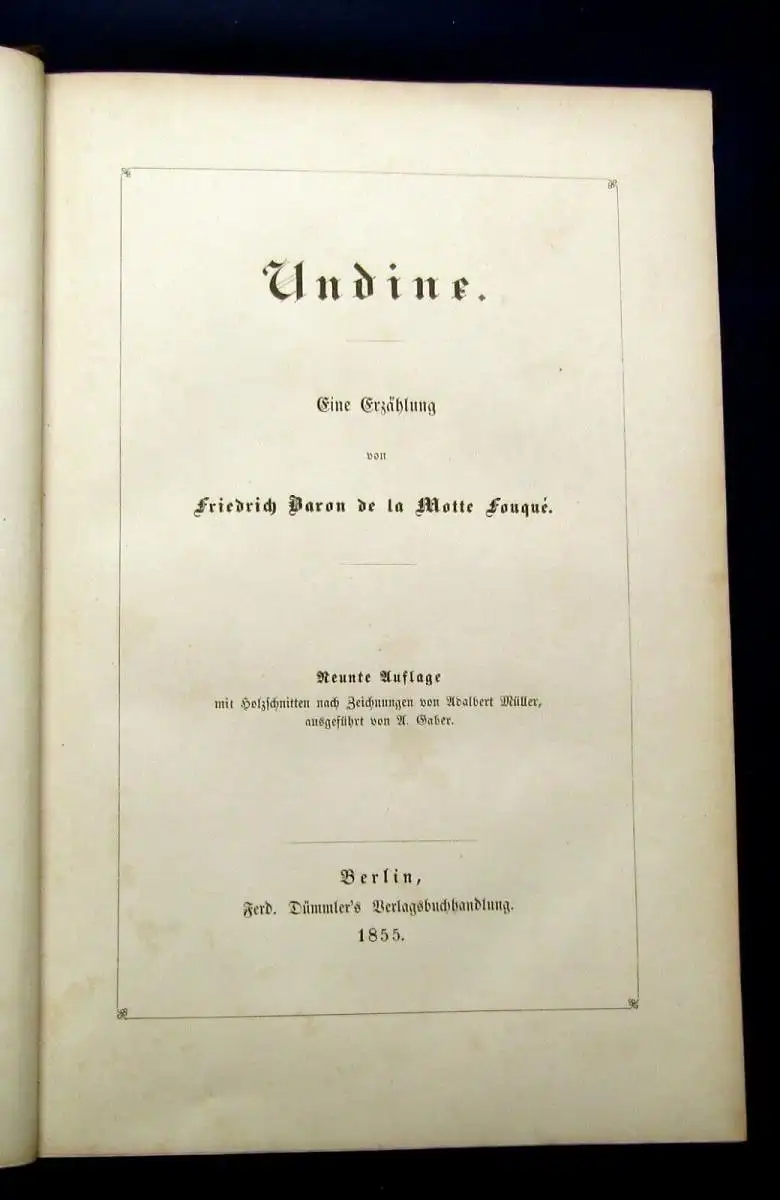 Undine.
Eine Erzählung
von
Friedrich Baron de la Motte Fouqué.
Neunte Auflage
mit Holzschnitten nach Zeichnungen von Adalbert Müller,
ausgeführt von A. Gaber.
Berlin,
Ferd. Dümmler's Verlagsbuchhandlung.
1855.